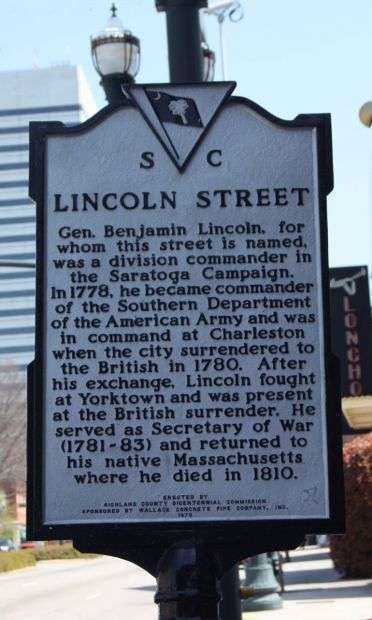 S C
LINCOLN STREET
Gen. Benjamin Lincoln, for
whom this street is named,
was a division commander in
the Saratoga Campaign.
In 1778, he became commander
of the Southern Department
of the American Army and was
in command at Charleston
when the city surrendered to
the British in 1780. After
his exchange, Lincoln fought
at Yorktown and was present
at the British surrender. He
served as Secretary of War
(1781-83) and returned to
his native Massachusetts
where he died in 1810.
ERECTED BY
RICHLAND COUNTY BICENTENNIAL COMMISSION
SPONSORED BY WALLACE CONCRETE PIPE COMPANY, INC.
LONGHO